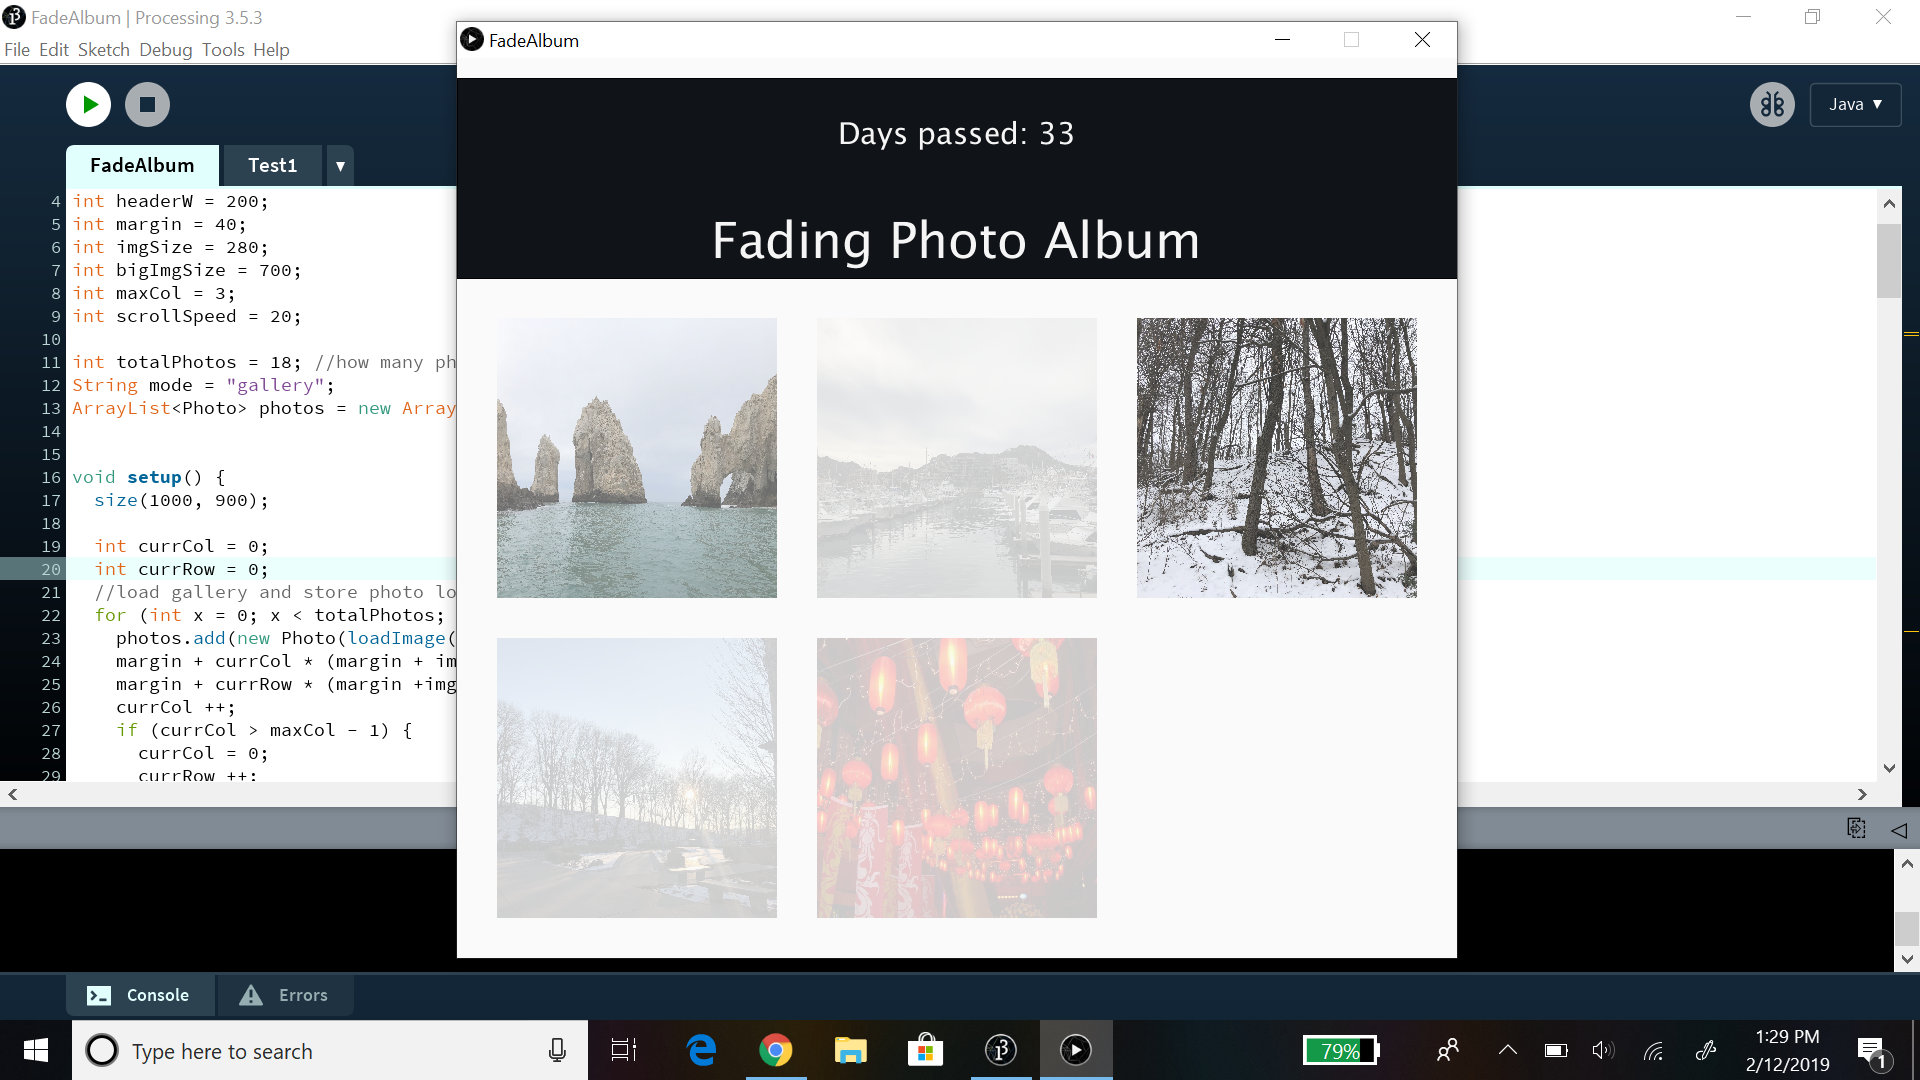 FadeAlbum | Processing 3.5.3
File Edit Sketch Debug Tools Help
FadeAlbum
Java ▼
FadeAlbum Test1 ▼
Days passed: 33
Fading Photo Album
4 int headerW = 200;
5 int margin = 40;
6 int imgSize = 280;
7 int bigImgSize = 700;
8 int maxCol = 3;
9 int scrollSpeed = 20;
10
11 int totalPhotos = 18; //how many ph
12 String mode = "gallery";
13 ArrayList<Photo> photos = new Array
14
15
16 void setup() {
17 size(1000, 900);
18
19 int currCol = 0;
20 int currRow = 0;
21 //load gallery and store photo lo
22 for (int x = 0; x < totalPhotos;
23 photos.add(new Photo(loadImage(
24 margin + currCol * (margin + im
25 margin + currRow * (margin +img
26 currCol ++;
27 if (currCol > maxCol - 1) {
28 currCol = 0;
29 currRow ++;
Console Errors
Type here to search
79%
1:29 PM
2/12/2019
1